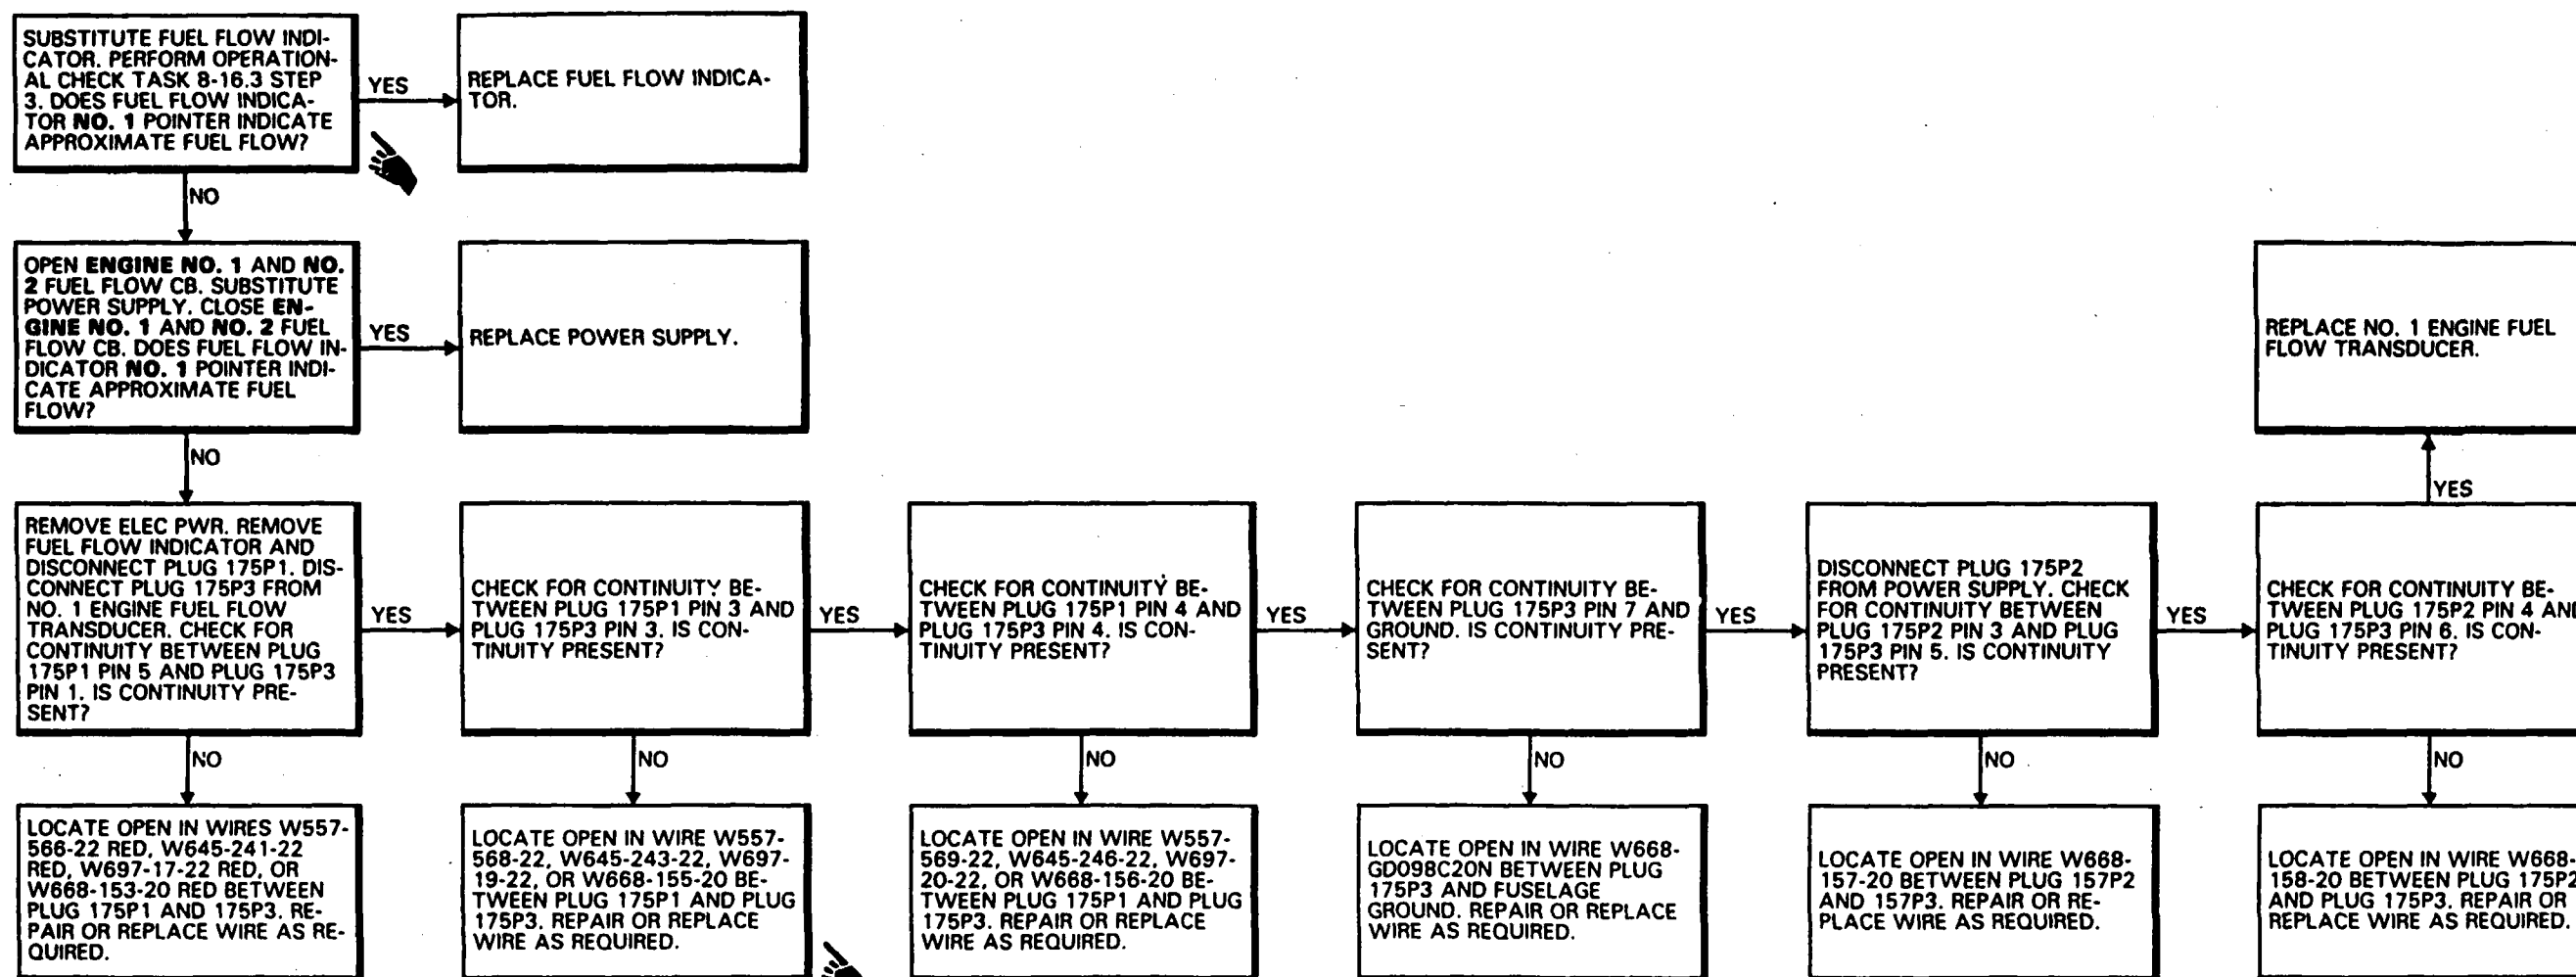 SUBSTITUTE FUEL FLOW INDI-
CATOR. PERFORM OPERATION-
AL CHECK TASK 8-16.3 STEP
3. DOES FUEL FLOW INDICA-
TOR NO. 1 POINTER INDICATE
APPROXIMATE FUEL FLOW?
YES
REPLACE FUEL FLOW INDICA-
TOR.
NO
OPEN ENGINE NO. 1 AND NO.
2 FUEL FLOW CB. SUBSTITUTE
POWER SUPPLY. CLOSE EN-
GINE NO. 1 AND NO. 2 FUEL
FLOW CB. DOES FUEL FLOW IN-
DICATOR NO. 1 POINTER INDI-
CATE APPROXIMATE FUEL
FLOW?
YES
REPLACE POWER SUPPLY.
REPLACE NO. 1 ENGINE FUEL
FLOW TRANSDUCER.
NO
YES
REMOVE ELEC PWR. REMOVE
FUEL FLOW INDICATOR AND
DISCONNECT PLUG 175P1. DIS-
CONNECT PLUG 175P3 FROM
NO. 1 ENGINE FUEL FLOW
TRANSDUCER. CHECK FOR
CONTINUITY BETWEEN PLUG
175P1 PIN 5 AND PLUG 175P3
PIN 1. IS CONTINUITY PRE-
SENT?
YES
CHECK FOR CONTINUITY BE-
TWEEN PLUG 175P1 PIN 3 AND
PLUG 175P3 PIN 3. IS CON-
TINUITY PRESENT?
YES
CHECK FOR CONTINUITY BE-
TWEEN PLUG 175P1 PIN 4 AND
PLUG 175P3 PIN 4. IS CON-
TINUITY PRESENT?
YES
CHECK FOR CONTINUITY BE-
TWEEN PLUG 175P3 PIN 7 AND
GROUND. IS CONTINUITY PRE-
SENT?
YES
DISCONNECT PLUG 175P2
FROM POWER SUPPLY. CHECK
FOR CONTINUITY BETWEEN
PLUG 175P2 PIN 3 AND PLUG
175P3 PIN 5. IS CONTINUITY
PRESENT?
YES
CHECK FOR CONTINUITY BE-
TWEEN PLUG 175P2 PIN 4 AND
PLUG 175P3 PIN 6. IS CON-
TINUITY PRESENT?
NO
NO
NO
NO
NO
NO
LOCATE OPEN IN WIRES W557-
566-22 RED, W645-241-22
RED, W697-17-22 RED, OR
W668-153-20 RED BETWEEN
PLUG 175P1 AND 175P3. RE-
PAIR OR REPLACE WIRE AS RE-
QUIRED.
LOCATE OPEN IN WIRE W557-
568-22, W645-243-22, W697-
19-22, OR W668-155-20 BE-
TWEEN PLUG 175P1 AND PLUG
175P3. REPAIR OR REPLACE
WIRE AS REQUIRED.
LOCATE OPEN IN WIRE W557-
569-22, W645-246-22, W697-
20-22, OR W668-156-20 BE-
TWEEN PLUG 175P1 AND PLUG
175P3. REPAIR OR REPLACE
WIRE AS REQUIRED.
LOCATE OPEN IN WIRE W668-
GD098C20N BETWEEN PLUG
175P3 AND FUSELAGE
GROUND. REPAIR OR REPLACE
WIRE AS REQUIRED.
LOCATE OPEN IN WIRE W668-
157-20 BETWEEN PLUG 157P2
AND 157P3. REPAIR OR RE-
PLACE WIRE AS REQUIRED.
LOCATE OPEN IN WIRE W668-
158-20 BETWEEN PLUG 175P2
AND PLUG 175P3. REPAIR OR
REPLACE WIRE AS REQUIRED.